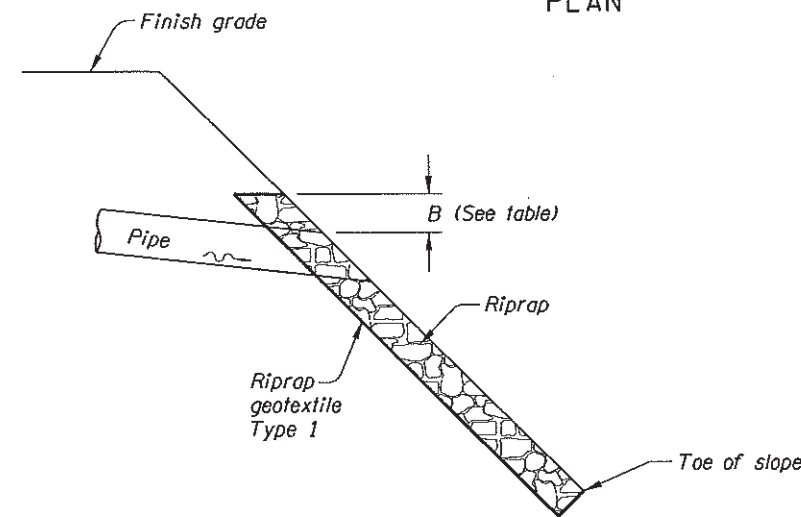 PLAN
Finish grade
B (See table)
Pipe
Riprap
Riprap
geotextile
Type 1
Toe of slope